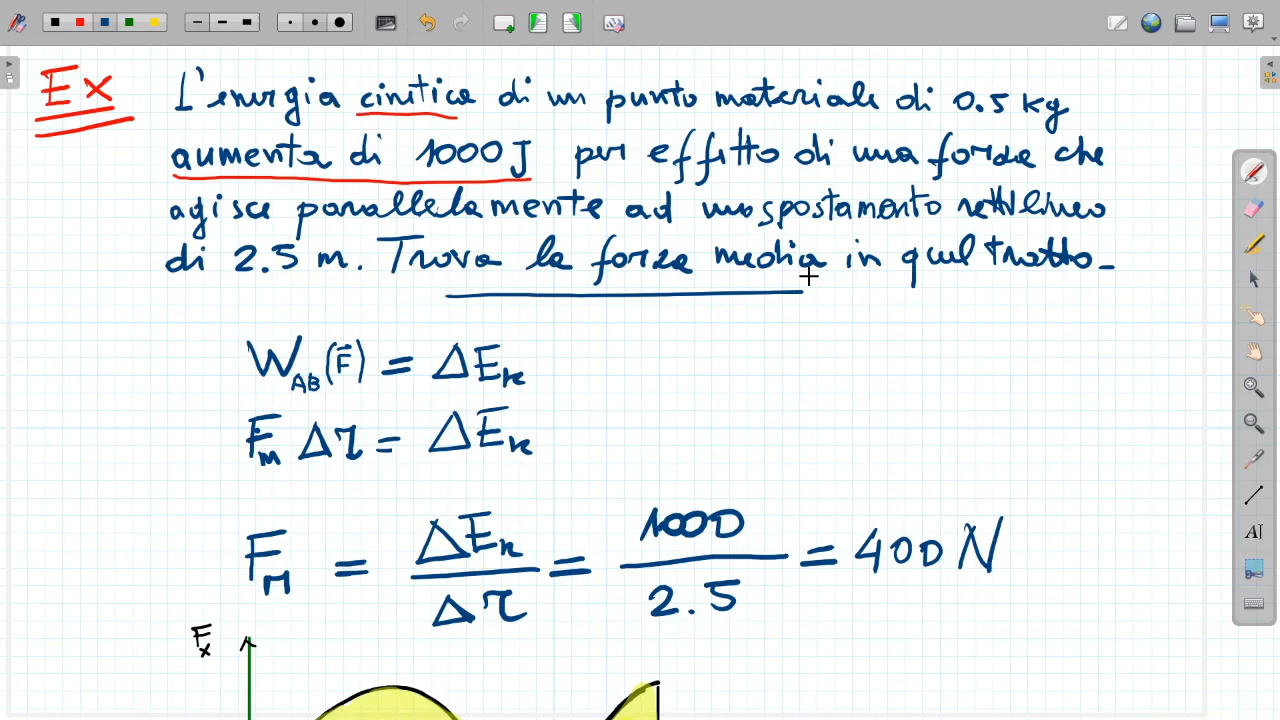 Ex L'energia cinetica di un punto materiale di 0.5 kg
aumenta di 1000 J per effetto di una forza che
agisce parallelamente ad uno spostamento rettilineo
di 2.5 m. Trova la forza media in quel tratto.
W_AB(F⃗) = ΔE_k
F_m Δr = ΔE_k
F_M = ΔE_k / Δr = 1000 / 2.5 = 400 N
F_x